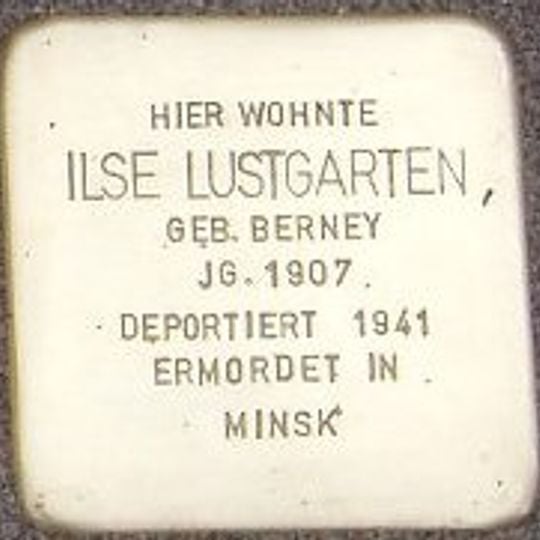 HIER WOHNTE
ILSE LUSTGARTEN
GEB. BERNEY
JG. 1907
DEPORTIERT 1941
ERMORDET IN
MINSK